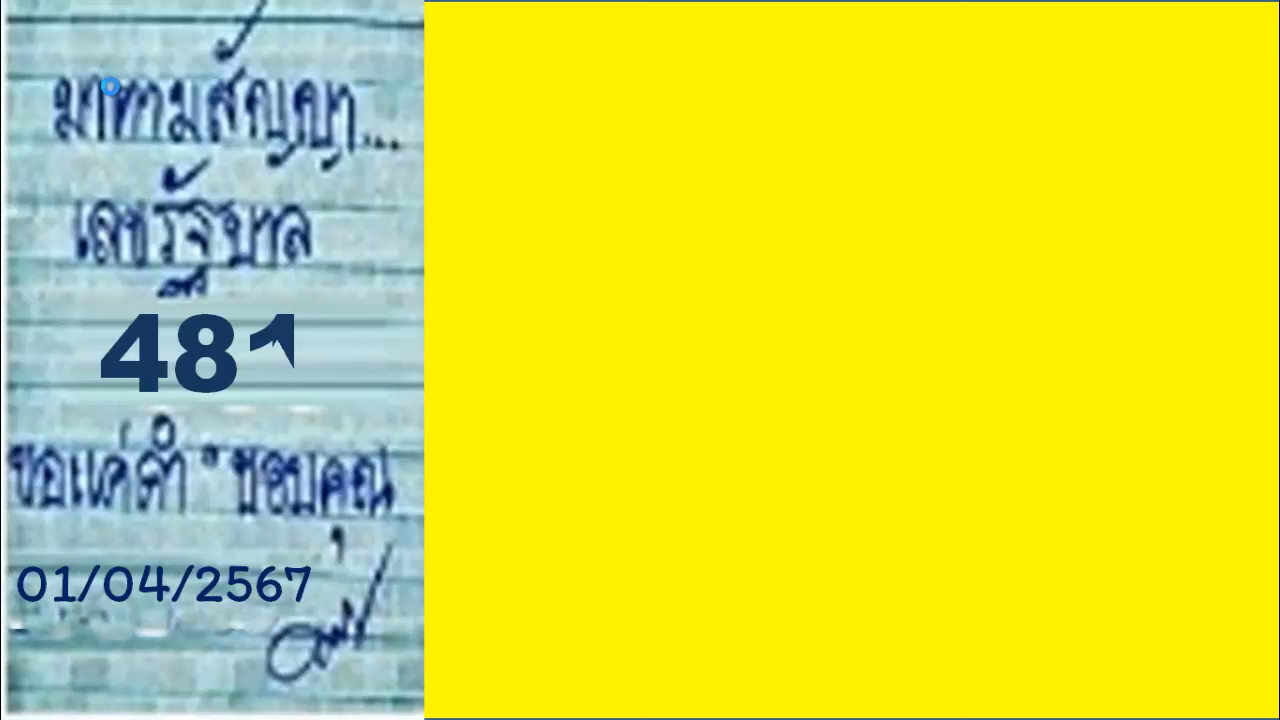 มาตามสัญญา...
เลขรัฐบาล
48
ขอแค่คำ "ขอบคุณ
01/04/2567